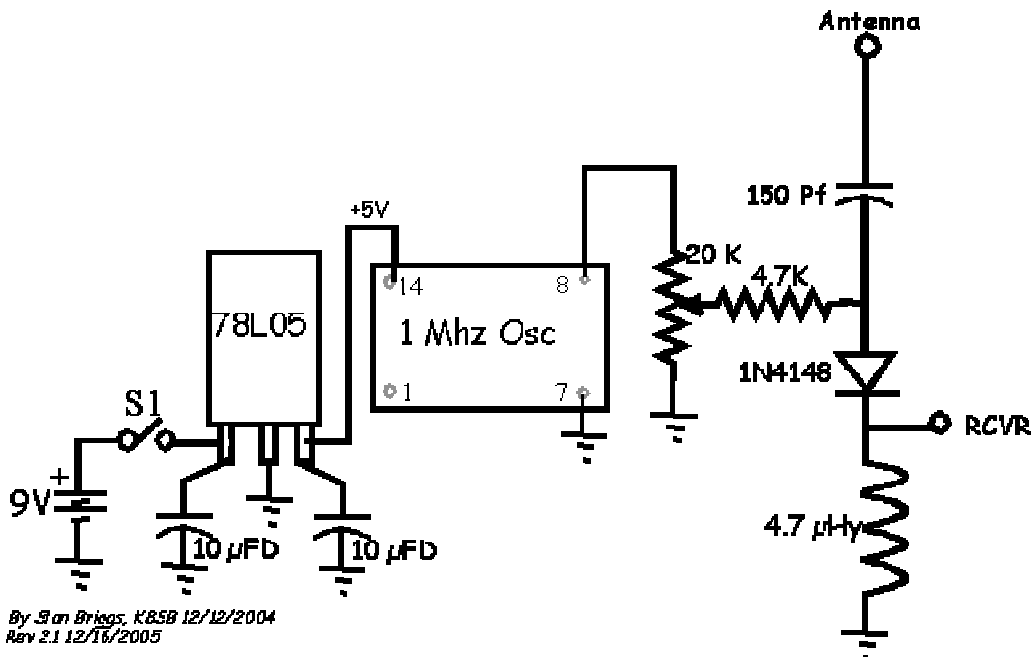 Antenna
150 Pf
+5V
20 K
4.7K
14
8
78L05
1 Mhz Osc
1N4148
1
7
S1
RCVR
+
9V
4.7 µHy
10 µFD
10 µFD
By Stan Briggs, K8SB 12/12/2004
Rev 2.1 12/16/2005